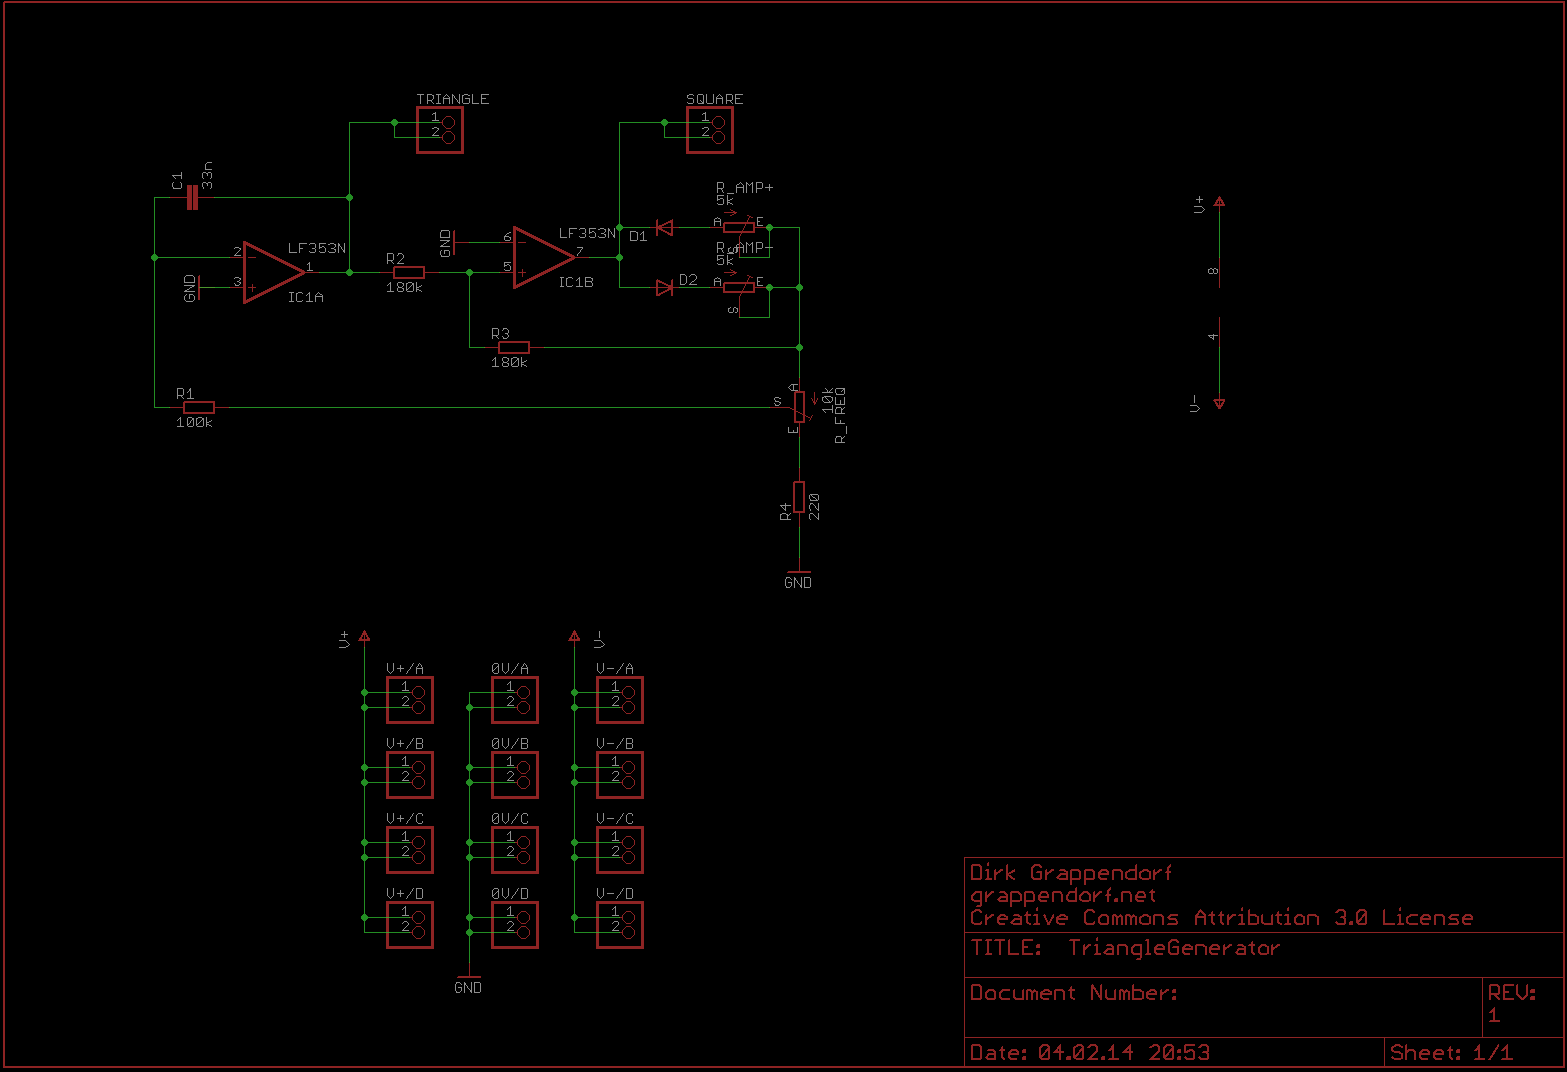 TRIANGLE
1
2
SQUARE
1
2
C1
33n
R_AMP+
5k
A
E
S
V+
LF353N
2
-
3
+
1
GND
IC1A
R2
180k
GND
LF353N
6
-
5
+
7
IC1B
D1
R_AMP-
5k
A
E
S
D2
8
4
V-
R3
180k
R1
100k
A
S
E
10k
R_FREQ
R4
220
GND
V+
V-
V+/A
1
2
0V/A
1
2
V-/A
1
2
V+/B
1
2
0V/B
1
2
V-/B
1
2
V+/C
1
2
0V/C
1
2
V-/C
1
2
V+/D
1
2
0V/D
1
2
V-/D
1
2
GND
Dirk Grappendorf
grappendorf.net
Creative Commons Attribution 3.0 License
TITLE: TriangleGenerator
Document Number:
REV:
1
Date: 04.02.14 20:53
Sheet: 1/1